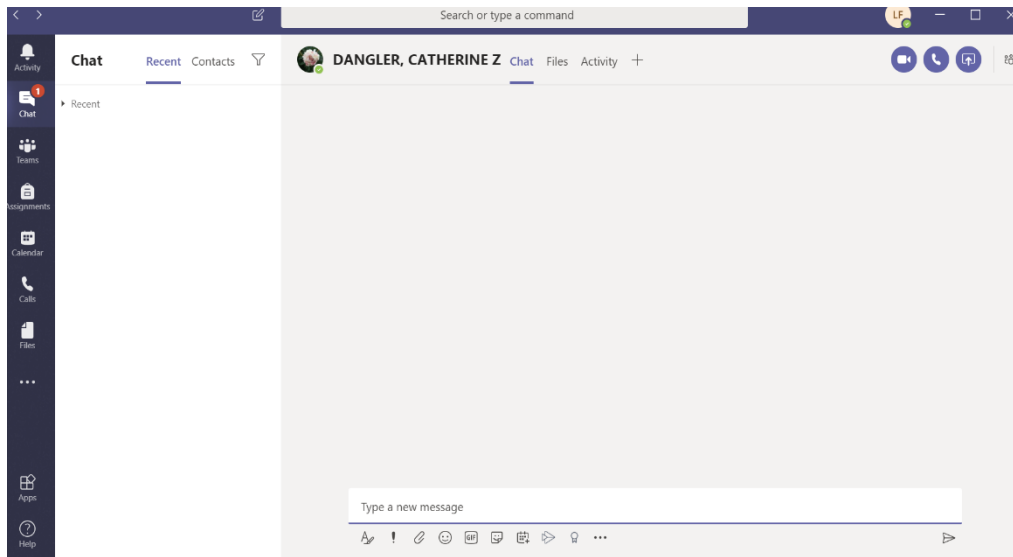 Search or type a command
LF
Activity
Chat
Recent Contacts
DANGLER, CATHERINE Z Chat Files Activity
1
Chat
Recent
Teams
Assignments
Calendar
Calls
Files
Apps
Help
Type a new message
GIF